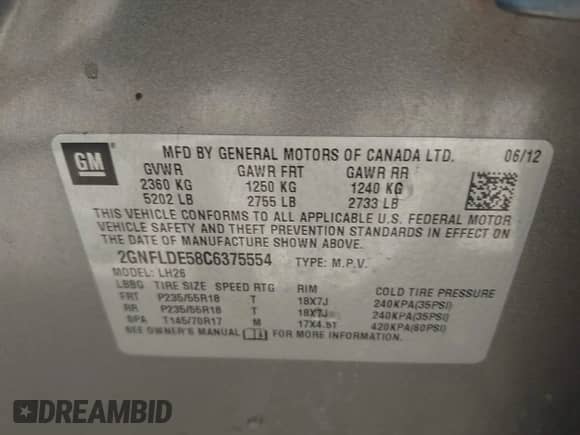 GM
MFD BY GENERAL MOTORS OF CANADA LTD. 06/12
GVWR GAWR FRT GAWR RR
2360 KG 1250 KG 1240 KG
5202 LB 2755 LB 2733 LB
THIS VEHICLE CONFORMS TO ALL APPLICABLE U.S. FEDERAL MOTOR
VEHICLE SAFETY AND THEFT PREVENTION STANDARDS IN EFFECT ON
THE DATE OF MANUFACTURE SHOWN ABOVE.
2GNFLDE58C6375554 TYPE: M.P.V.
MODEL: LH26
LBBG TIRE SIZE SPEED RTG RIM COLD TIRE PRESSURE
FRT P235/55R18 T 18X7J 240KPA(35PSI)
RR P235/55R18 T 18X7J 240KPA(35PSI)
SPA T145/70R17 M 17X4.5T 420KPA(60PSI)
SEE OWNER'S MANUAL FOR MORE INFORMATION.
DREAMBID